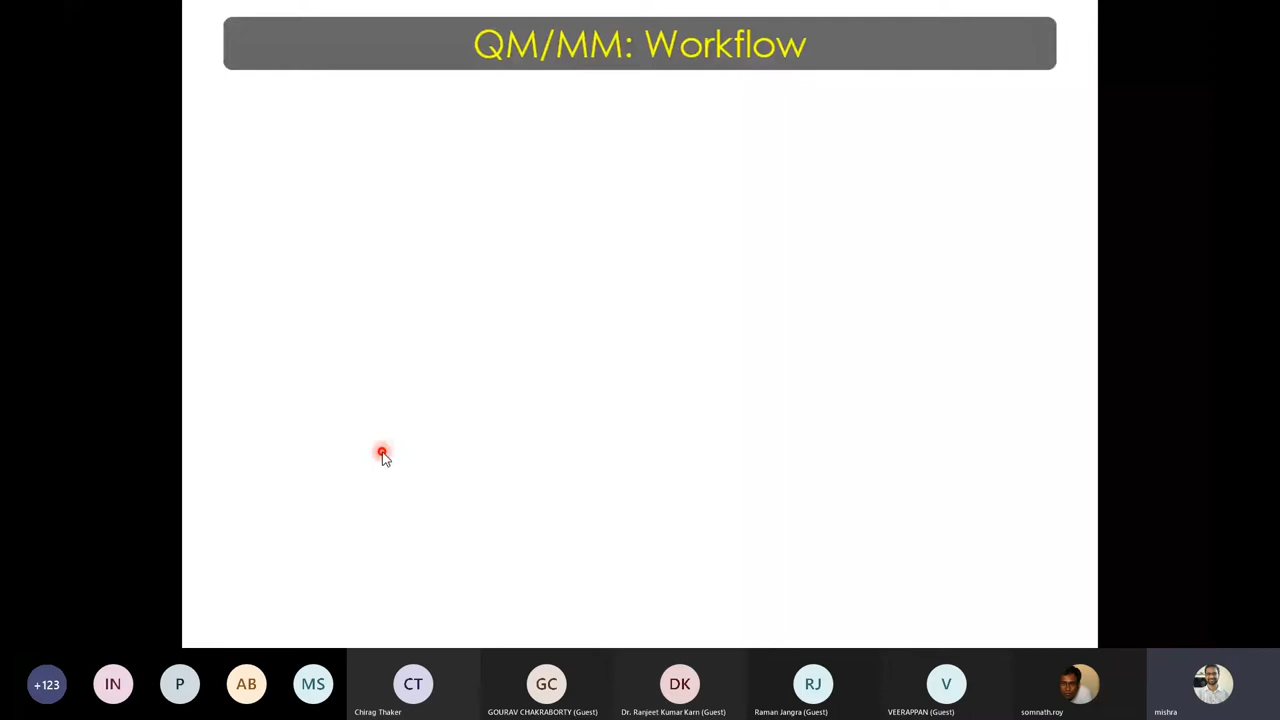 QM/MM: Workflow
+123
IN
P
AB
MS
CT
Chirag Thaker
GC
GOURAV CHAKRABORTY (Guest)
DK
Dr. Ranjeet Kumar Karn (Guest)
RJ
Raman Jangra (Guest)
V
VEERAPPAN (Guest)
somnath.roy
mishra